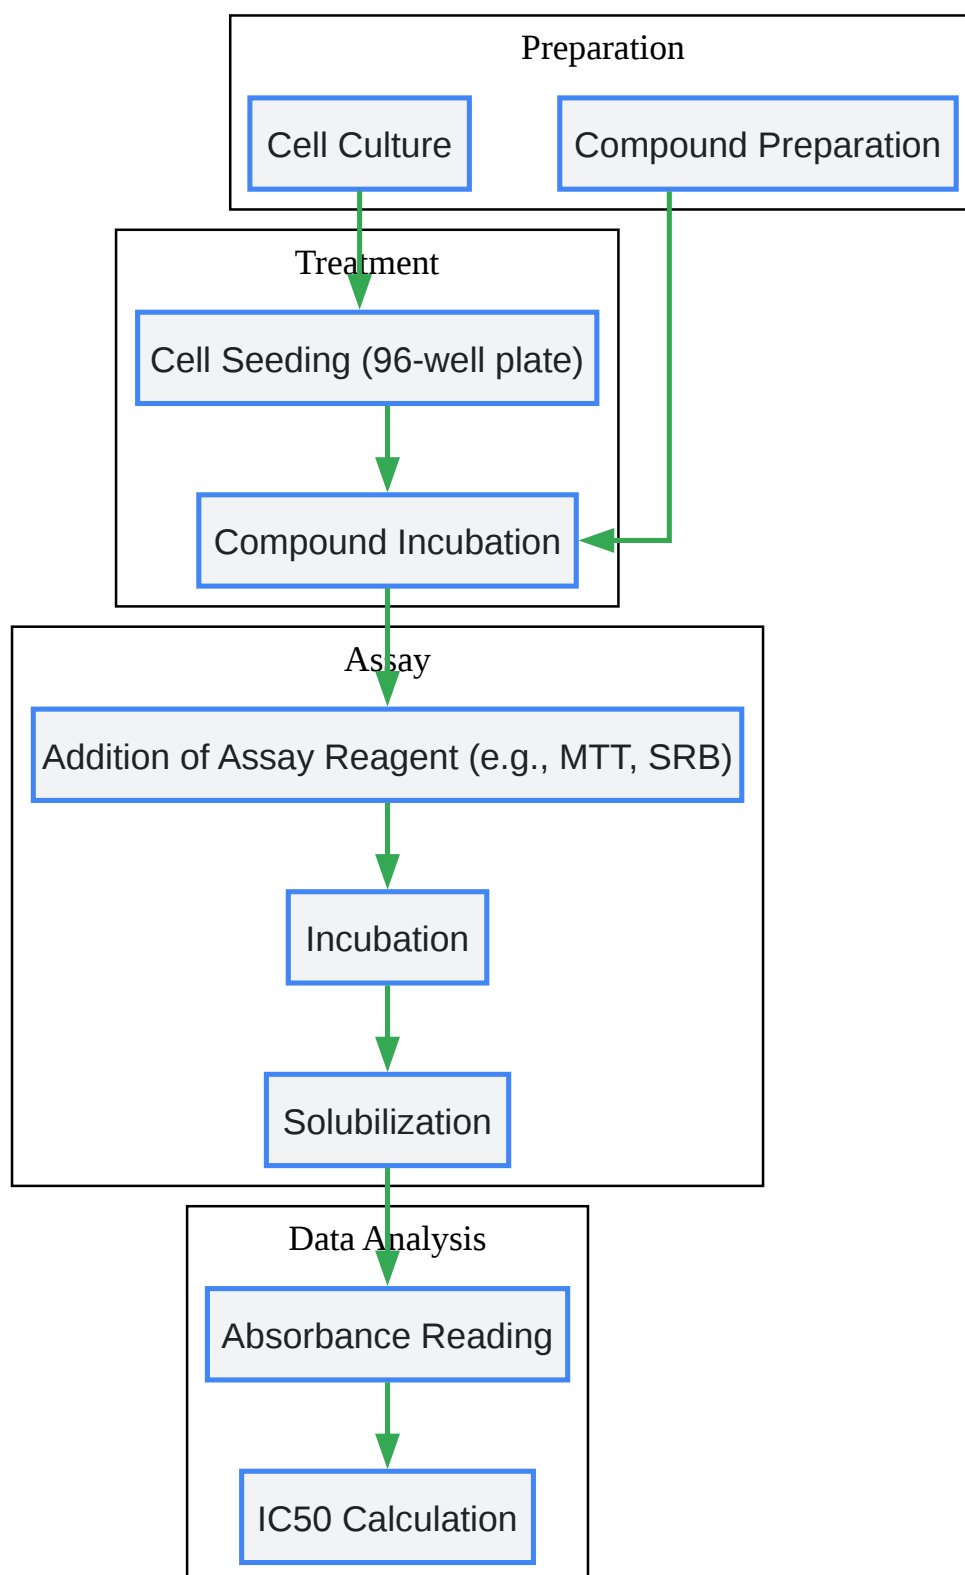 Preparation
Cell Culture
Compound Preparation
Treatment
Cell Seeding (96-well plate)
Compound Incubation
Assay
Addition of Assay Reagent (e.g., MTT, SRB)
Incubation
Solubilization
Data Analysis
Absorbance Reading
IC50 Calculation